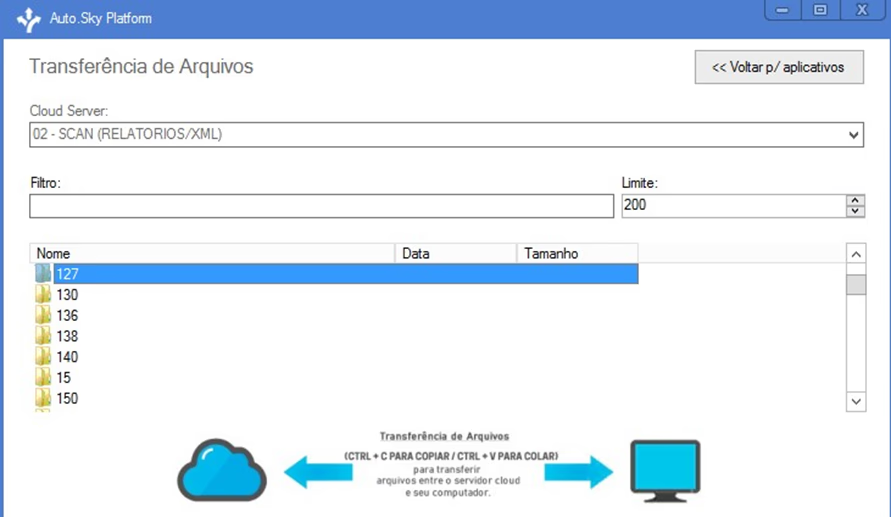 Auto.Sky Platform
Transferência de Arquivos
<< Voltar p/ aplicativos
Cloud Server:
02 - SCAN (RELATORIOS/XML)
Filtro:
Limite:
200
Nome Data Tamanho
127
130
136
138
140
15
150
Transferência de Arquivos
(CTRL + C PARA COPIAR / CTRL + V PARA COLAR)
para transferir
arquivos entre o servidor cloud
e seu computador.